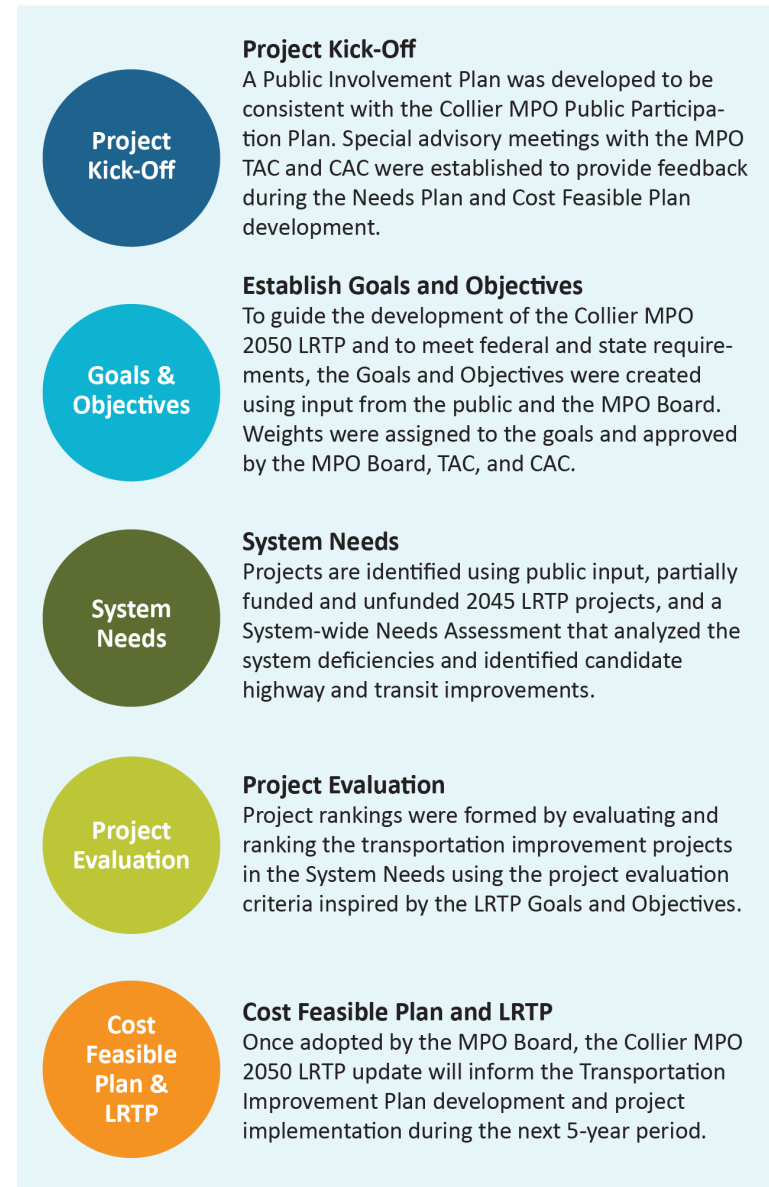 Project
Kick-Off
Project Kick-Off
A Public Involvement Plan was developed to be
consistent with the Collier MPO Public Participa-
tion Plan. Special advisory meetings with the MPO
TAC and CAC were established to provide feedback
during the Needs Plan and Cost Feasible Plan
development.
Goals &
Objectives
Establish Goals and Objectives
To guide the development of the Collier MPO
2050 LRTP and to meet federal and state require-
ments, the Goals and Objectives were created
using input from the public and the MPO Board.
Weights were assigned to the goals and approved
by the MPO Board, TAC, and CAC.
System
Needs
System Needs
Projects are identified using public input, partially
funded and unfunded 2045 LRTP projects, and a
System-wide Needs Assessment that analyzed the
system deficiencies and identified candidate
highway and transit improvements.
Project
Evaluation
Project Evaluation
Project rankings were formed by evaluating and
ranking the transportation improvement projects
in the System Needs using the project evaluation
criteria inspired by the LRTP Goals and Objectives.
Cost
Feasible
Plan &
LRTP
Cost Feasible Plan and LRTP
Once adopted by the MPO Board, the Collier MPO
2050 LRTP update will inform the Transportation
Improvement Plan development and project
implementation during the next 5-year period.